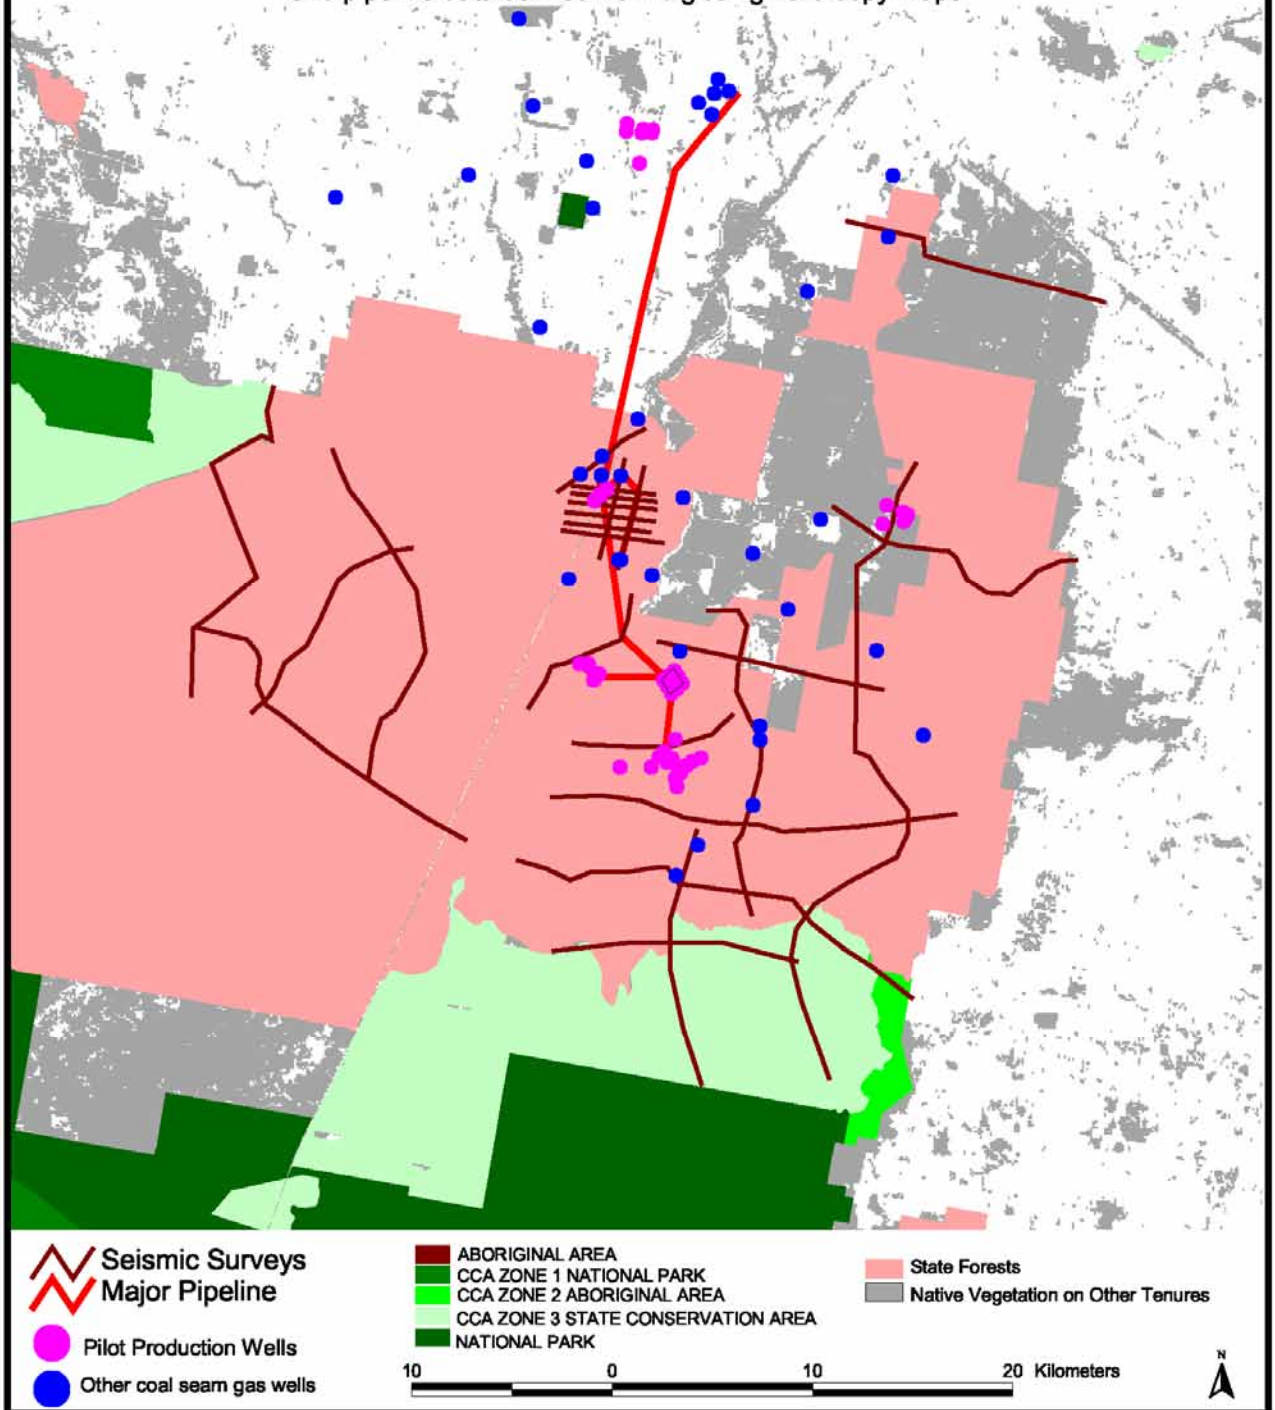 Seismic Surveys
Major Pipeline
Pilot Production Wells
Other coal seam gas wells
ABORIGINAL AREA
CCA ZONE 1 NATIONAL PARK
CCA ZONE 2 ABORIGINAL AREA
CCA ZONE 3 STATE CONSERVATION AREA
NATIONAL PARK
State Forests
Native Vegetation on Other Tenures
10 0 10 20 Kilometers
N